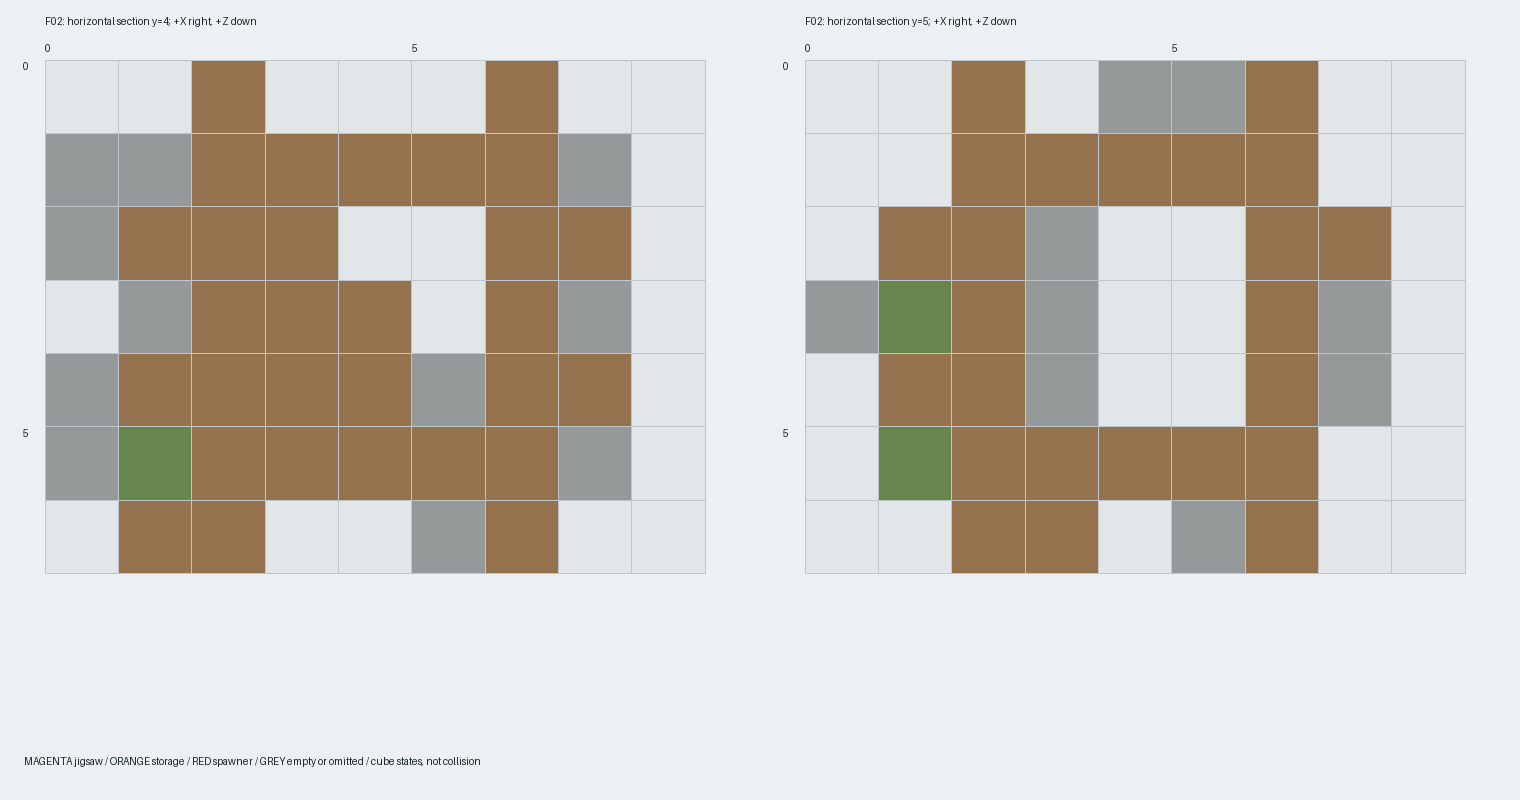 F02: horizontal section y=4; +X right, +Z down
0 5
0
5
F02: horizontal section y=5; +X right, +Z down
0 5
0
5
MAGENTA jigsaw / ORANGE storage / RED spawner / GREY empty or omitted / cube states, not collision